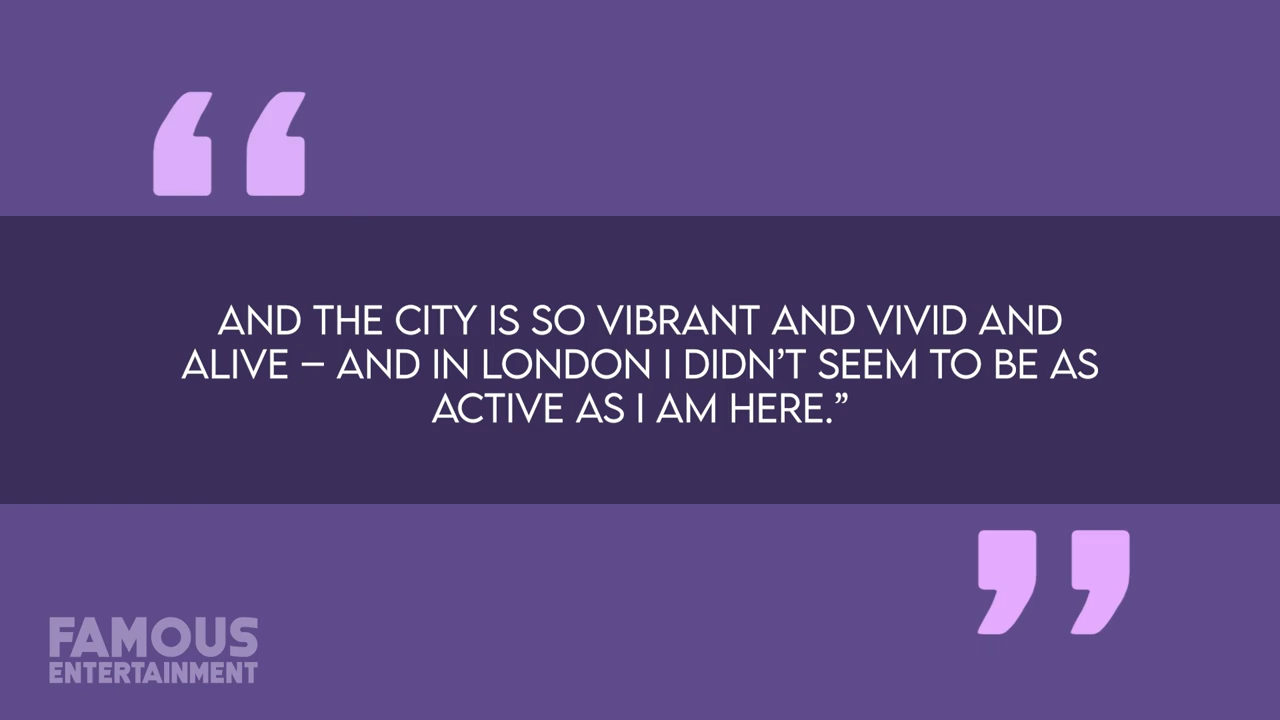 AND THE CITY IS SO VIBRANT AND VIVID AND
ALIVE – AND IN LONDON I DIDN’T SEEM TO BE AS
ACTIVE AS I AM HERE.”
FAMOUS
ENTERTAINMENT